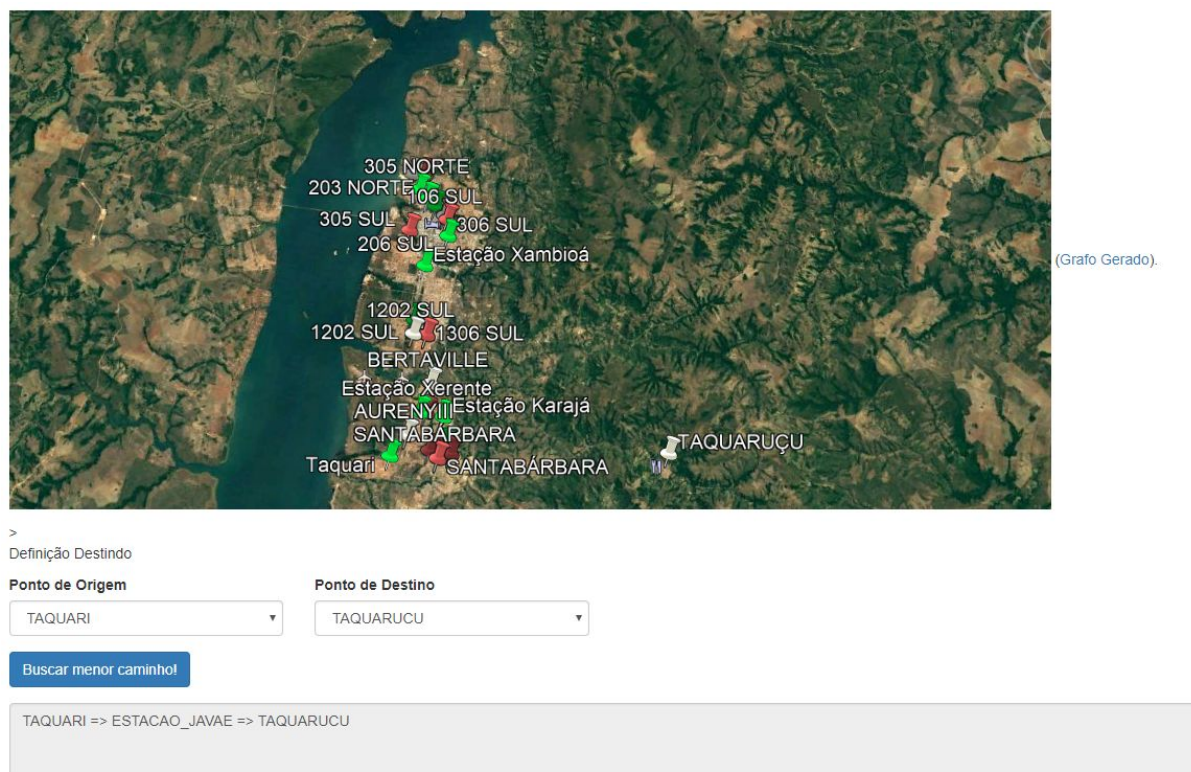 305 NORTE
203 NORTE
106 SUL
305 SUL
306 SUL
206 SUL
Estação Xambioá
(Grafo Gerado).
1202 SUL
1202 SUL
1306 SUL
BERTAVILLE
Estação Xerente
AURENYIII
Estação Karajá
SANTABÁRBARA
TAQUARUÇU
Taquari
SANTABÁRBARA
>
Definição Destindo
Ponto de Origem
Ponto de Destino
TAQUARI
TAQUARUCU
Buscar menor caminho!
TAQUARI => ESTACAO_JAVAE => TAQUARUCU